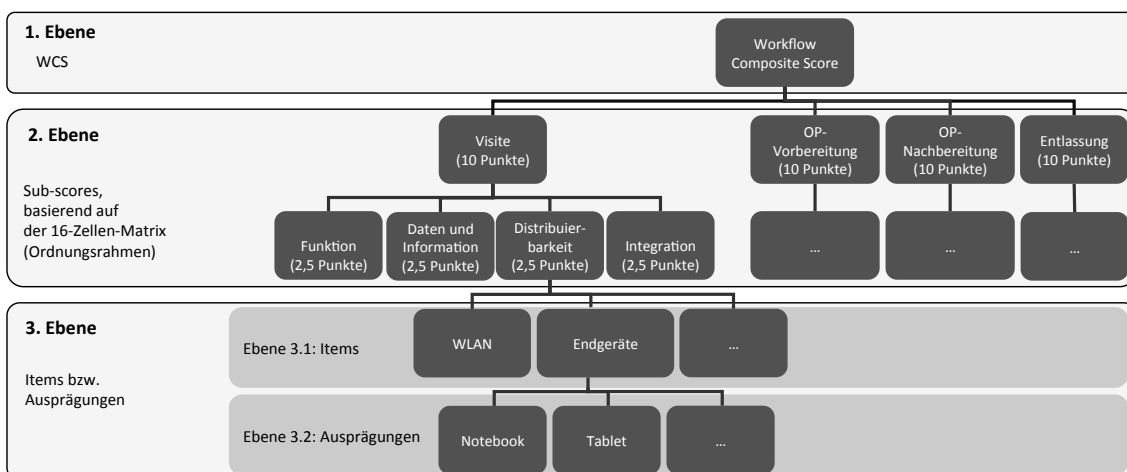 1. Ebene
WCS
Workflow
Composite Score
2. Ebene
Sub-scores,
basierend auf
der 16-Zellen-Matrix
(Ordnungsrahmen)
Visite
(10 Punkte)
OP-
Vorbereitung
(10 Punkte)
OP-
Nachbereitung
(10 Punkte)
Entlassung
(10 Punkte)
Funktion
(2,5 Punkte)
Daten und
Information
(2,5 Punkte)
Distribuier-
barkeit
(2,5 Punkte)
Integration
(2,5 Punkte)
...
...
...
3. Ebene
Items bzw.
Ausprägungen
Ebene 3.1: Items
WLAN
Endgeräte
...
Ebene 3.2: Ausprägungen
Notebook
Tablet
...